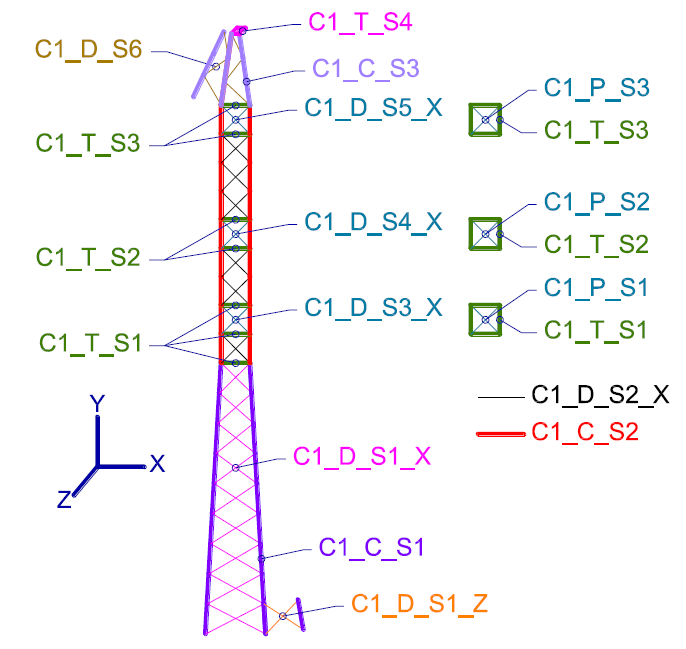 C1_T_S4
C1_D_S6
C1_C_S3
C1_D_S5_X
C1_P_S3
C1_T_S3
C1_T_S3
C1_P_S2
C1_D_S4_X
C1_T_S2
C1_T_S2
C1_P_S1
C1_D_S3_X
C1_T_S1
C1_T_S1
C1_D_S2_X
C1_C_S2
Y
X
Z
C1_D_S1_X
C1_C_S1
C1_D_S1_Z